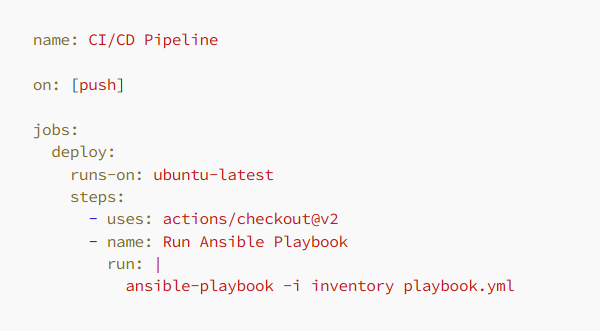 name: CI/CD Pipeline
on: [push]
jobs:
  deploy:
    runs-on: ubuntu-latest
    steps:
      - uses: actions/checkout@v2
      - name: Run Ansible Playbook
        run: |
          ansible-playbook -i inventory playbook.yml